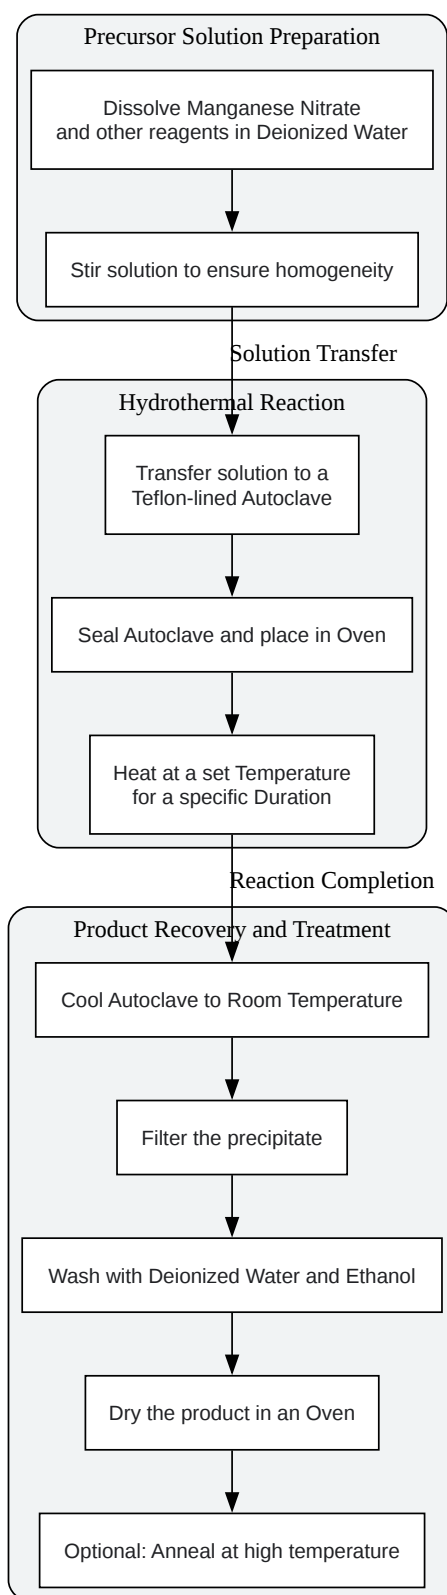 Precursor Solution Preparation
Dissolve Manganese Nitrate
and other reagents in Deionized Water
Stir solution to ensure homogeneity
Solution Transfer
Hydrothermal Reaction
Transfer solution to a
Teflon-lined Autoclave
Seal Autoclave and place in Oven
Heat at a set Temperature
for a specific Duration
Reaction Completion
Product Recovery and Treatment
Cool Autoclave to Room Temperature
Filter the precipitate
Wash with Deionized Water and Ethanol
Dry the product in an Oven
Optional: Anneal at high temperature